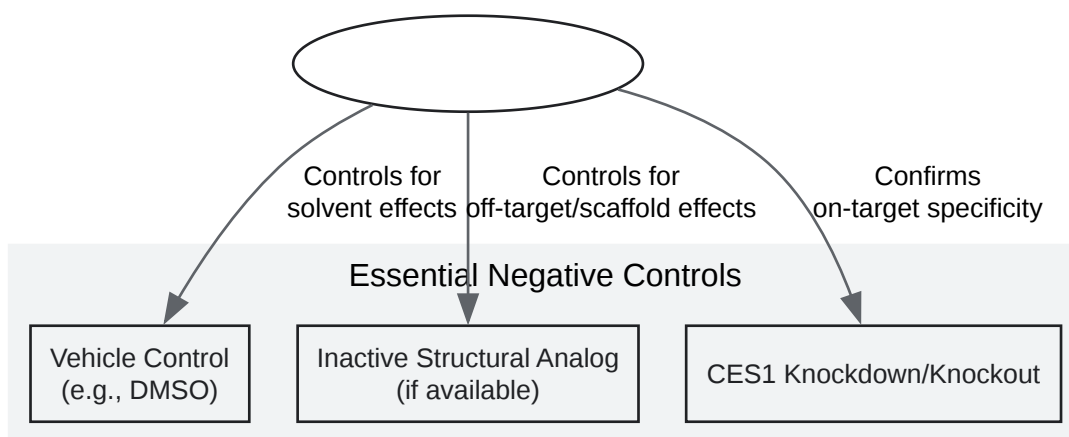 Controls for
solvent effects
Controls for
off-target/scaffold effects
Confirms
on-target specificity
Essential Negative Controls
Vehicle Control
(e.g., DMSO)
Inactive Structural Analog
(if available)
CES1 Knockdown/Knockout